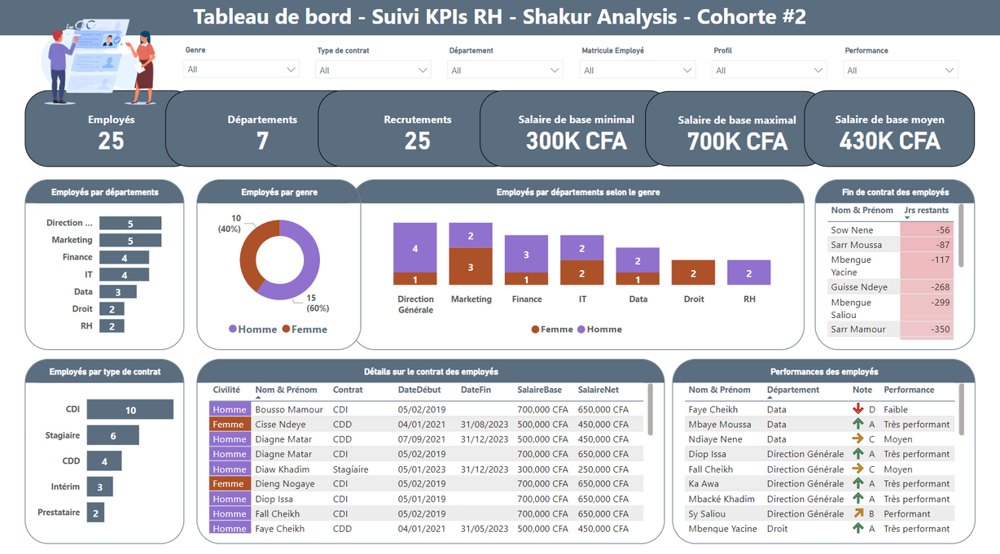 Tableau de bord - Suivi KPIs RH - Shakur Analysis - Cohorte #2
Genre
Type de contrat
Département
Matricule Employé
Profil
Performance
All
All
All
All
All
All
Employés
25
Départements
7
Recrutements
25
Salaire de base minimal
300K CFA
Salaire de base maximal
700K CFA
Salaire de base moyen
430K CFA
Employés par départements
Direction ... 5
Marketing 5
Finance 4
IT 4
Data 3
Droit 2
RH 2
Employés par genre
10
(40%)
15
(60%)
Homme Femme
Employés par départements selon le genre
4 2 3 2 2 2 2
1 3 1 2 1
Direction Générale
Marketing
Finance
IT
Data
Droit
RH
Femme Homme
Fin de contrat des employés
Nom & Prénom Jrs restants
Sow Nene -56
Sarr Moussa -87
Mbengue Yacine -117
Guisse Ndeye -268
Mbengue Saliou -299
Sarr Mamour -350
Employés par type de contrat
CDI 10
Stagiaire 6
CDD 4
Intérim 3
Prestataire 2
Détails sur le contrat des employés
Civilité Nom & Prénom Contrat DateDébut DateFin SalaireBase SalaireNet
Homme Bousso Mamour CDI 05/02/2019 700,000 CFA 650,000 CFA
Femme Cisse Ndeye CDD 04/01/2021 31/08/2023 500,000 CFA 450,000 CFA
Homme Diagne Matar CDD 07/09/2021 31/12/2023 500,000 CFA 450,000 CFA
Homme Diagne Matar CDI 05/02/2019 700,000 CFA 650,000 CFA
Homme Diaw Khadim Stagiaire 05/01/2023 31/12/2023 300,000 CFA 250,000 CFA
Femme Dieng Nogaye CDI 05/02/2019 700,000 CFA 650,000 CFA
Homme Diop Issa CDI 05/01/2019 700,000 CFA 650,000 CFA
Homme Fall Cheikh CDI 05/02/2019 700,000 CFA 650,000 CFA
Homme Faye Cheikh CDD 04/01/2021 31/05/2023 500,000 CFA 450,000 CFA
Performances des employés
Nom & Prénom Département Note Performance
Faye Cheikh Data D Faible
Mbaye Moussa Data A Très performant
Ndiaye Nene Data C Moyen
Diop Issa Direction Générale A Très performant
Fall Cheikh Direction Générale C Moyen
Ka Awa Direction Générale A Très performant
Mbacké Khadim Direction Générale A Très performant
Sy Saliou Direction Générale B Performant
Mbengue Yacine Droit A Très performant